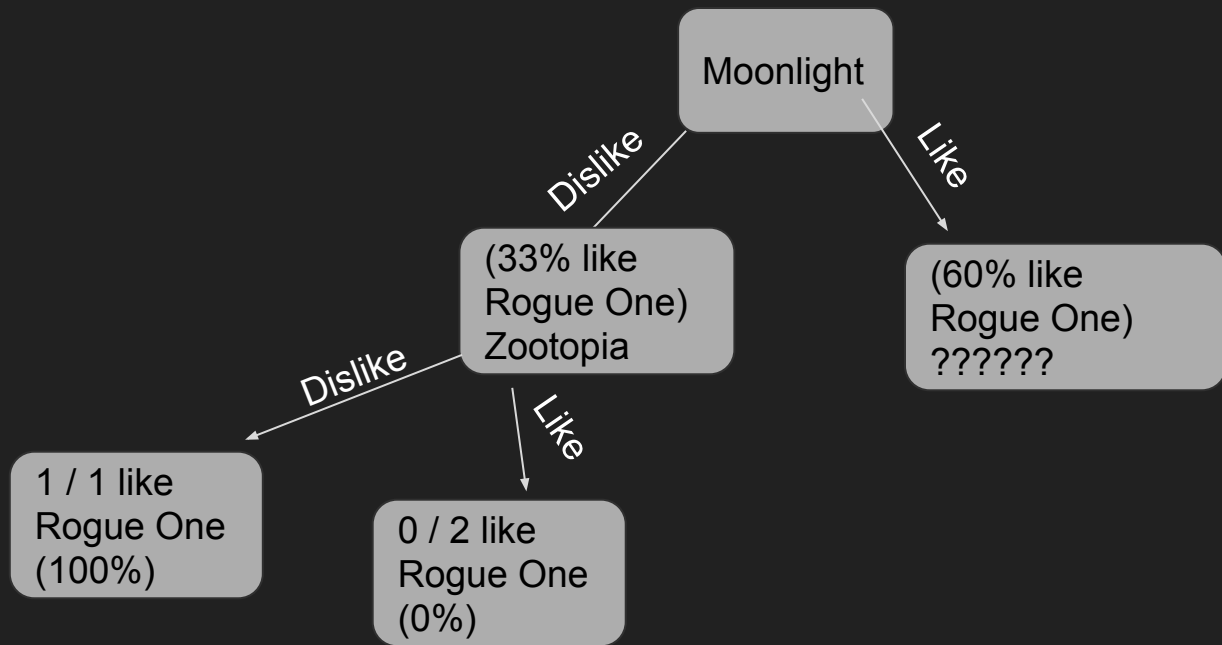 Moonlight
Dislike
Like
(33% like
Rogue One)
Zootopia
(60% like
Rogue One)
??????
Dislike
Like
1 / 1 like
Rogue One
(100%)
0 / 2 like
Rogue One
(0%)